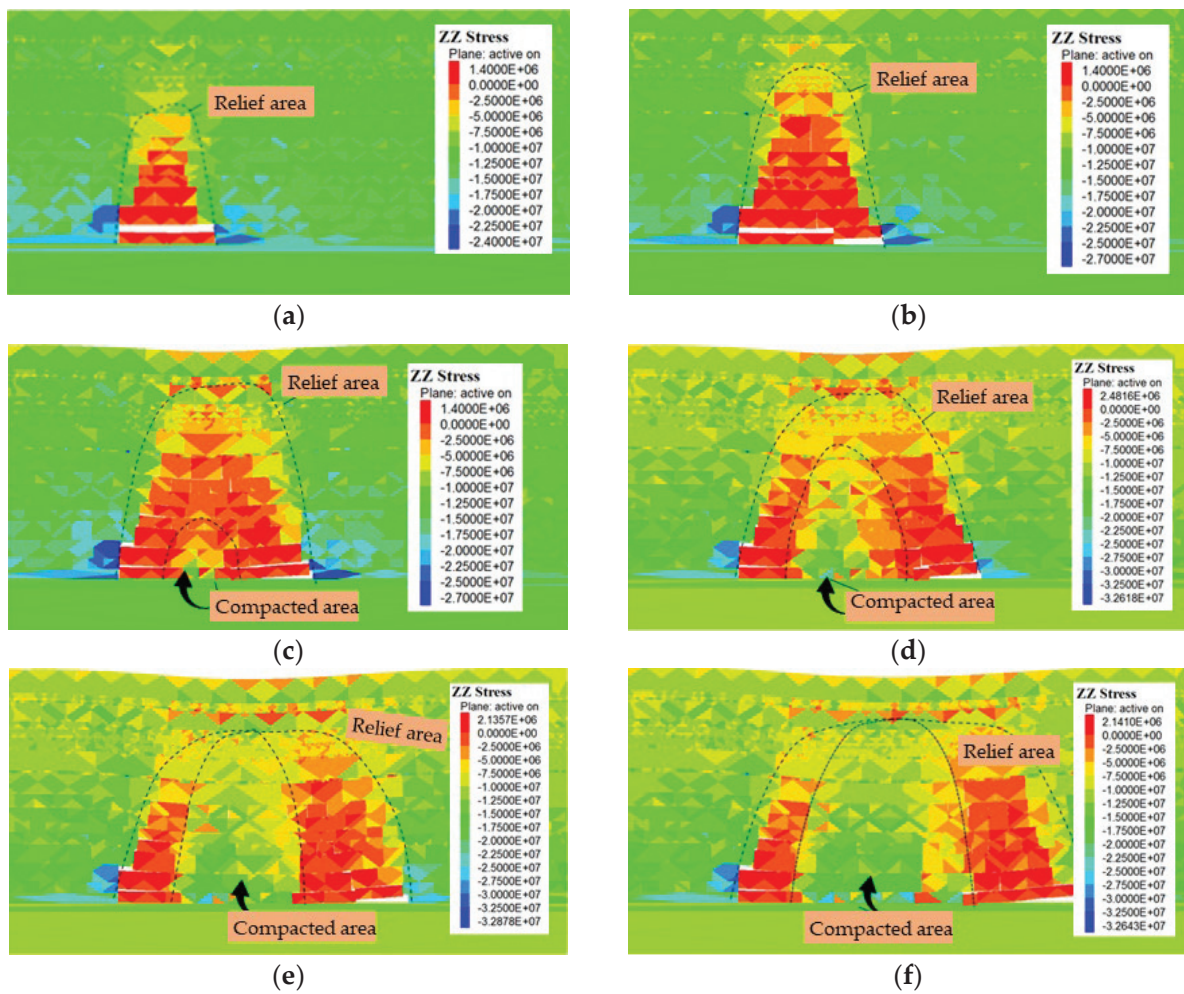 ZZ Stress
Plane: active on
1.4000E+06
0.0000E+00
-2.5000E+06
-5.0000E+06
-7.5000E+06
-1.0000E+07
-1.2500E+07
-1.5000E+07
-1.7500E+07
-2.0000E+07
-2.2500E+07
-2.4000E+07
Relief area
(a)
ZZ Stress
Plane: active on
1.4000E+06
0.0000E+00
-2.5000E+06
-5.0000E+06
-7.5000E+06
-1.0000E+07
-1.2500E+07
-1.5000E+07
-1.7500E+07
-2.0000E+07
-2.2500E+07
-2.5000E+07
-2.7000E+07
Relief area
(b)
ZZ Stress
Plane: active on
1.4000E+06
0.0000E+00
-2.5000E+06
-5.0000E+06
-7.5000E+06
-1.0000E+07
-1.2500E+07
-1.5000E+07
-1.7500E+07
-2.0000E+07
-2.2500E+07
-2.5000E+07
-2.7000E+07
Relief area
Compacted area
(c)
ZZ Stress
Plane: active on
2.4816E+06
0.0000E+00
-2.5000E+06
-5.0000E+06
-7.5000E+06
-1.0000E+07
-1.2500E+07
-1.5000E+07
-1.7500E+07
-2.0000E+07
-2.2500E+07
-2.5000E+07
-2.7500E+07
-3.0000E+07
-3.2500E+07
-3.2618E+07
Relief area
Compacted area
(d)
ZZ Stress
Plane: active on
2.1357E+06
0.0000E+00
-2.5000E+06
-5.0000E+06
-7.5000E+06
-1.0000E+07
-1.2500E+07
-1.5000E+07
-1.7500E+07
-2.0000E+07
-2.2500E+07
-2.5000E+07
-2.7500E+07
-3.0000E+07
-3.2500E+07
-3.2878E+07
Relief area
Compacted area
(e)
ZZ Stress
Plane: active on
2.1410E+06
0.0000E+00
-2.5000E+06
-5.0000E+06
-7.5000E+06
-1.0000E+07
-1.2500E+07
-1.5000E+07
-1.7500E+07
-2.0000E+07
-2.2500E+07
-2.5000E+07
-2.7500E+07
-3.0000E+07
-3.2500E+07
-3.2643E+07
Relief area
Compacted area
(f)